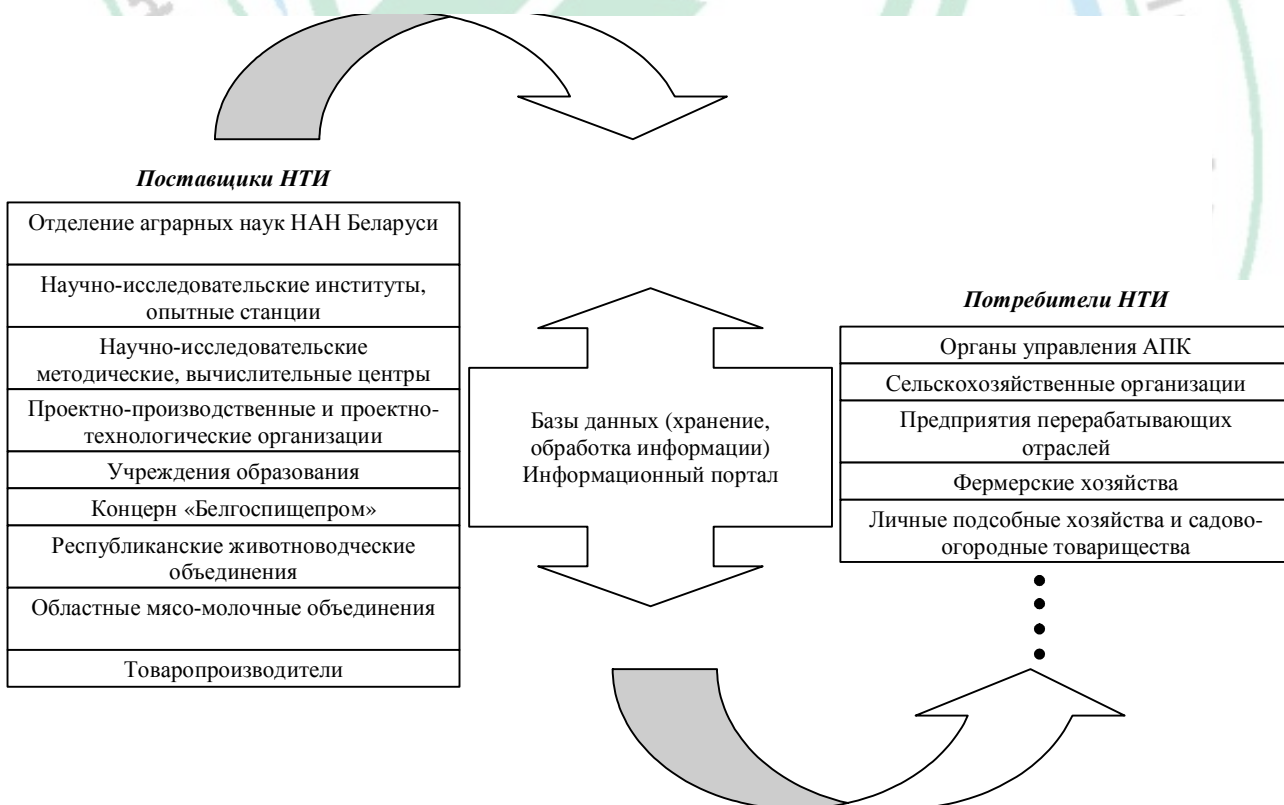 Поставщики НТИ
Отделение аграрных наук НАН Беларуси
Научно-исследовательские институты,
опытные станции
Научно-исследовательские
методические, вычислительные центры
Проектно-производственные и проектно-
технологические организации
Учреждения образования
Концерн «Белгоспищепром»
Республиканские животноводческие
объединения
Областные мясо-молочные объединения
Товаропроизводители
Базы данных (хранение,
обработка информации)
Информационный портал
Потребители НТИ
Органы управления АПК
Сельскохозяйственные организации
Предприятия перерабатывающих
отраслей
Фермерские хозяйства
Личные подсобные хозяйства и садово-
огородные товарищества